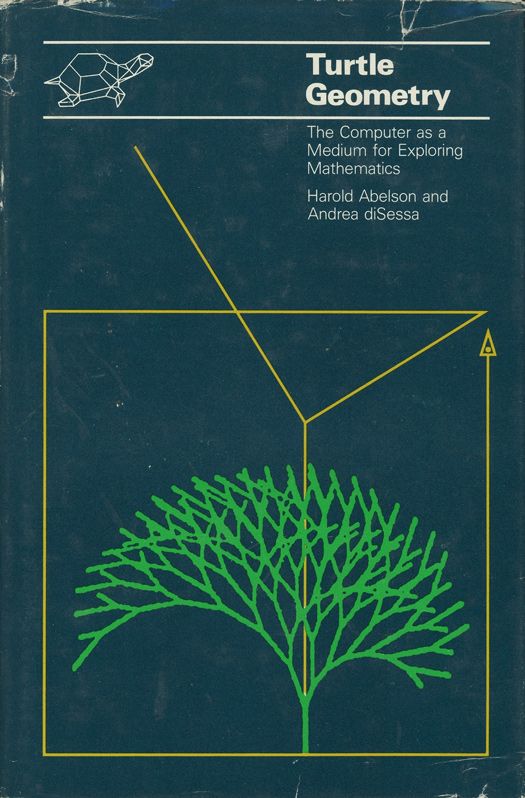 Turtle
Geometry
The Computer as a
Medium for Exploring
Mathematics
Harold Abelson and
Andrea diSessa